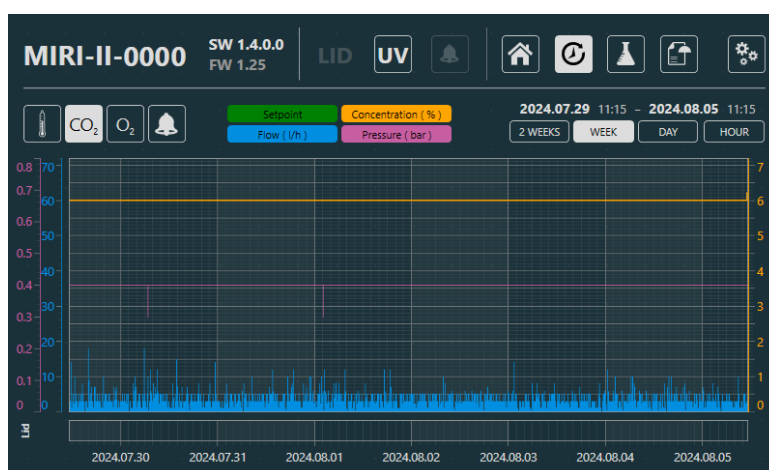 MIRI-II-0000
SW 1.4.0.0
FW 1.25
LID
UV
CO₂
O₂
Setpoint
Concentration ( % )
Flow ( l/h )
Pressure ( bar )
2024.07.29 11:15 - 2024.08.05 11:15
2 WEEKS
WEEK
DAY
HOUR
0.8
0.7
0.6
0.5
0.4
0.3
0.2
0.1
0
70
60
50
40
30
20
10
0
7
6
5
4
3
2
1
0
Lid
2024.07.30
2024.07.31
2024.08.01
2024.08.02
2024.08.03
2024.08.04
2024.08.05